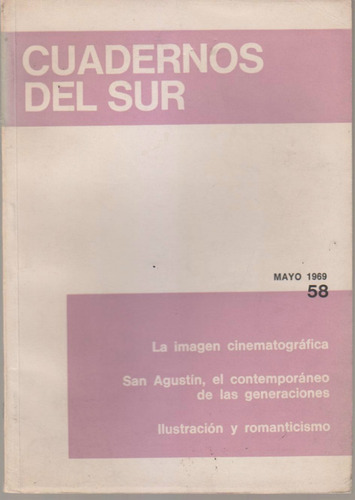 CUADERNOS
DEL SUR
MAYO 1969
58
La imagen cinematográfica
San Agustín, el contemporáneo
de las generaciones
Ilustración y romanticismo